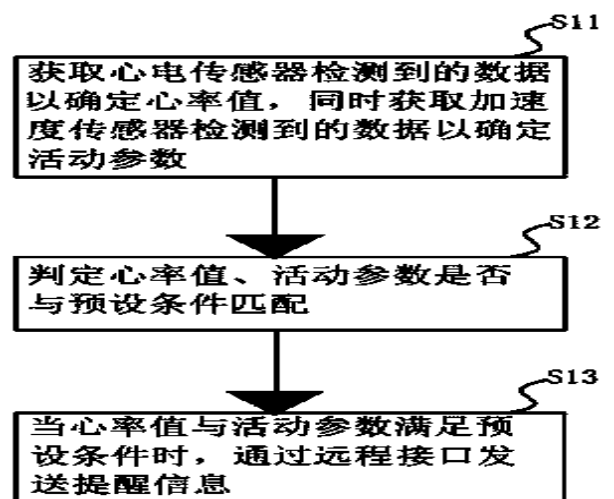 S11
获取心电传感器检测到的数据
以确定心率值，同时获取加速
度传感器检测到的数据以确定
活动参数
S12
判定心率值、活动参数是否
与预设条件匹配
S13
当心率值与活动参数满足预
设条件时，通过远程接口发
送提醒信息